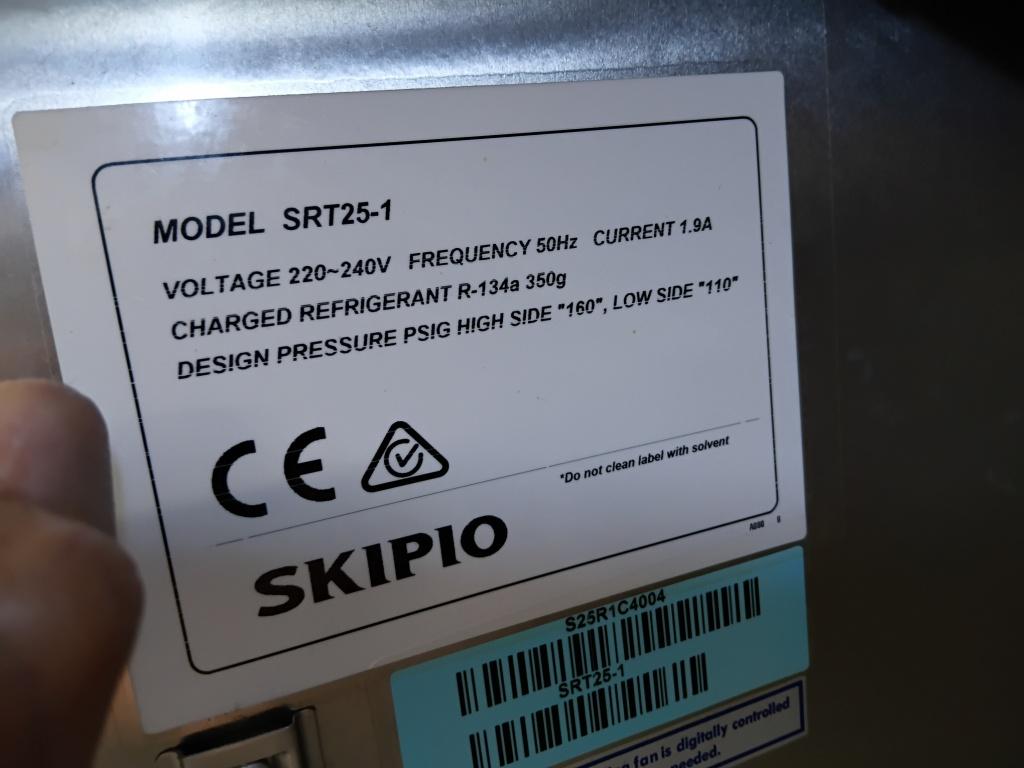 MODEL SRT25-1
VOLTAGE 220~240V FREQUENCY 50Hz CURRENT 1.9A
CHARGED REFRIGERANT R-134a 350g
DESIGN PRESSURE PSIG HIGH SIDE "160", LOW SIDE "110"
CE
*Do not clean label with solvent
SKIPIO
S25R1C4004
SRT25-1
fan is digitally controlled
needed.